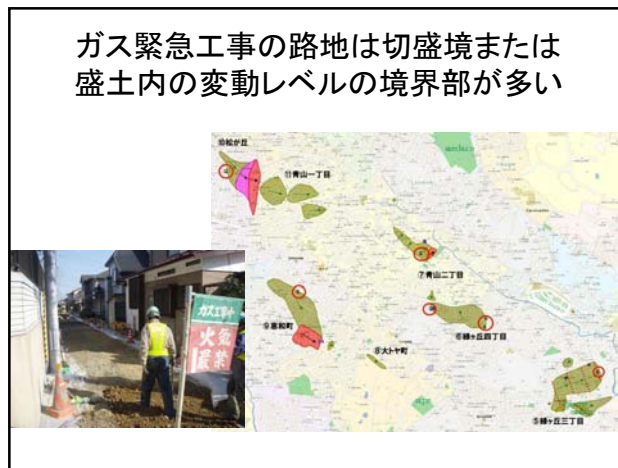 ガス緊急工事の路地は切盛境または
盛土内の変動レベルの境界部が多い
⑩松が丘
⑪青山一丁目
⑦青山二丁目
⑨恵和町
⑥緑ヶ丘四丁目
⑧大トヤ町
⑤緑ヶ丘三丁目
ガス工事中
火気
厳禁